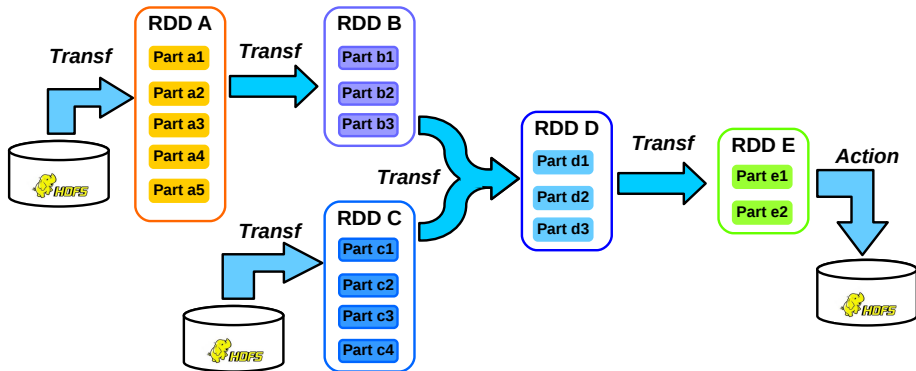 RDD A
Transf
Part a1
Part a2
Part a3
Part a4
Part a5
HDFS
Transf
RDD B
Part b1
Part b2
Part b3
Transf
HDFS
Transf
RDD C
Part c1
Part c2
Part c3
Part c4
RDD D
Part d1
Part d2
Part d3
Transf
RDD E
Part e1
Part e2
Action
HDFS